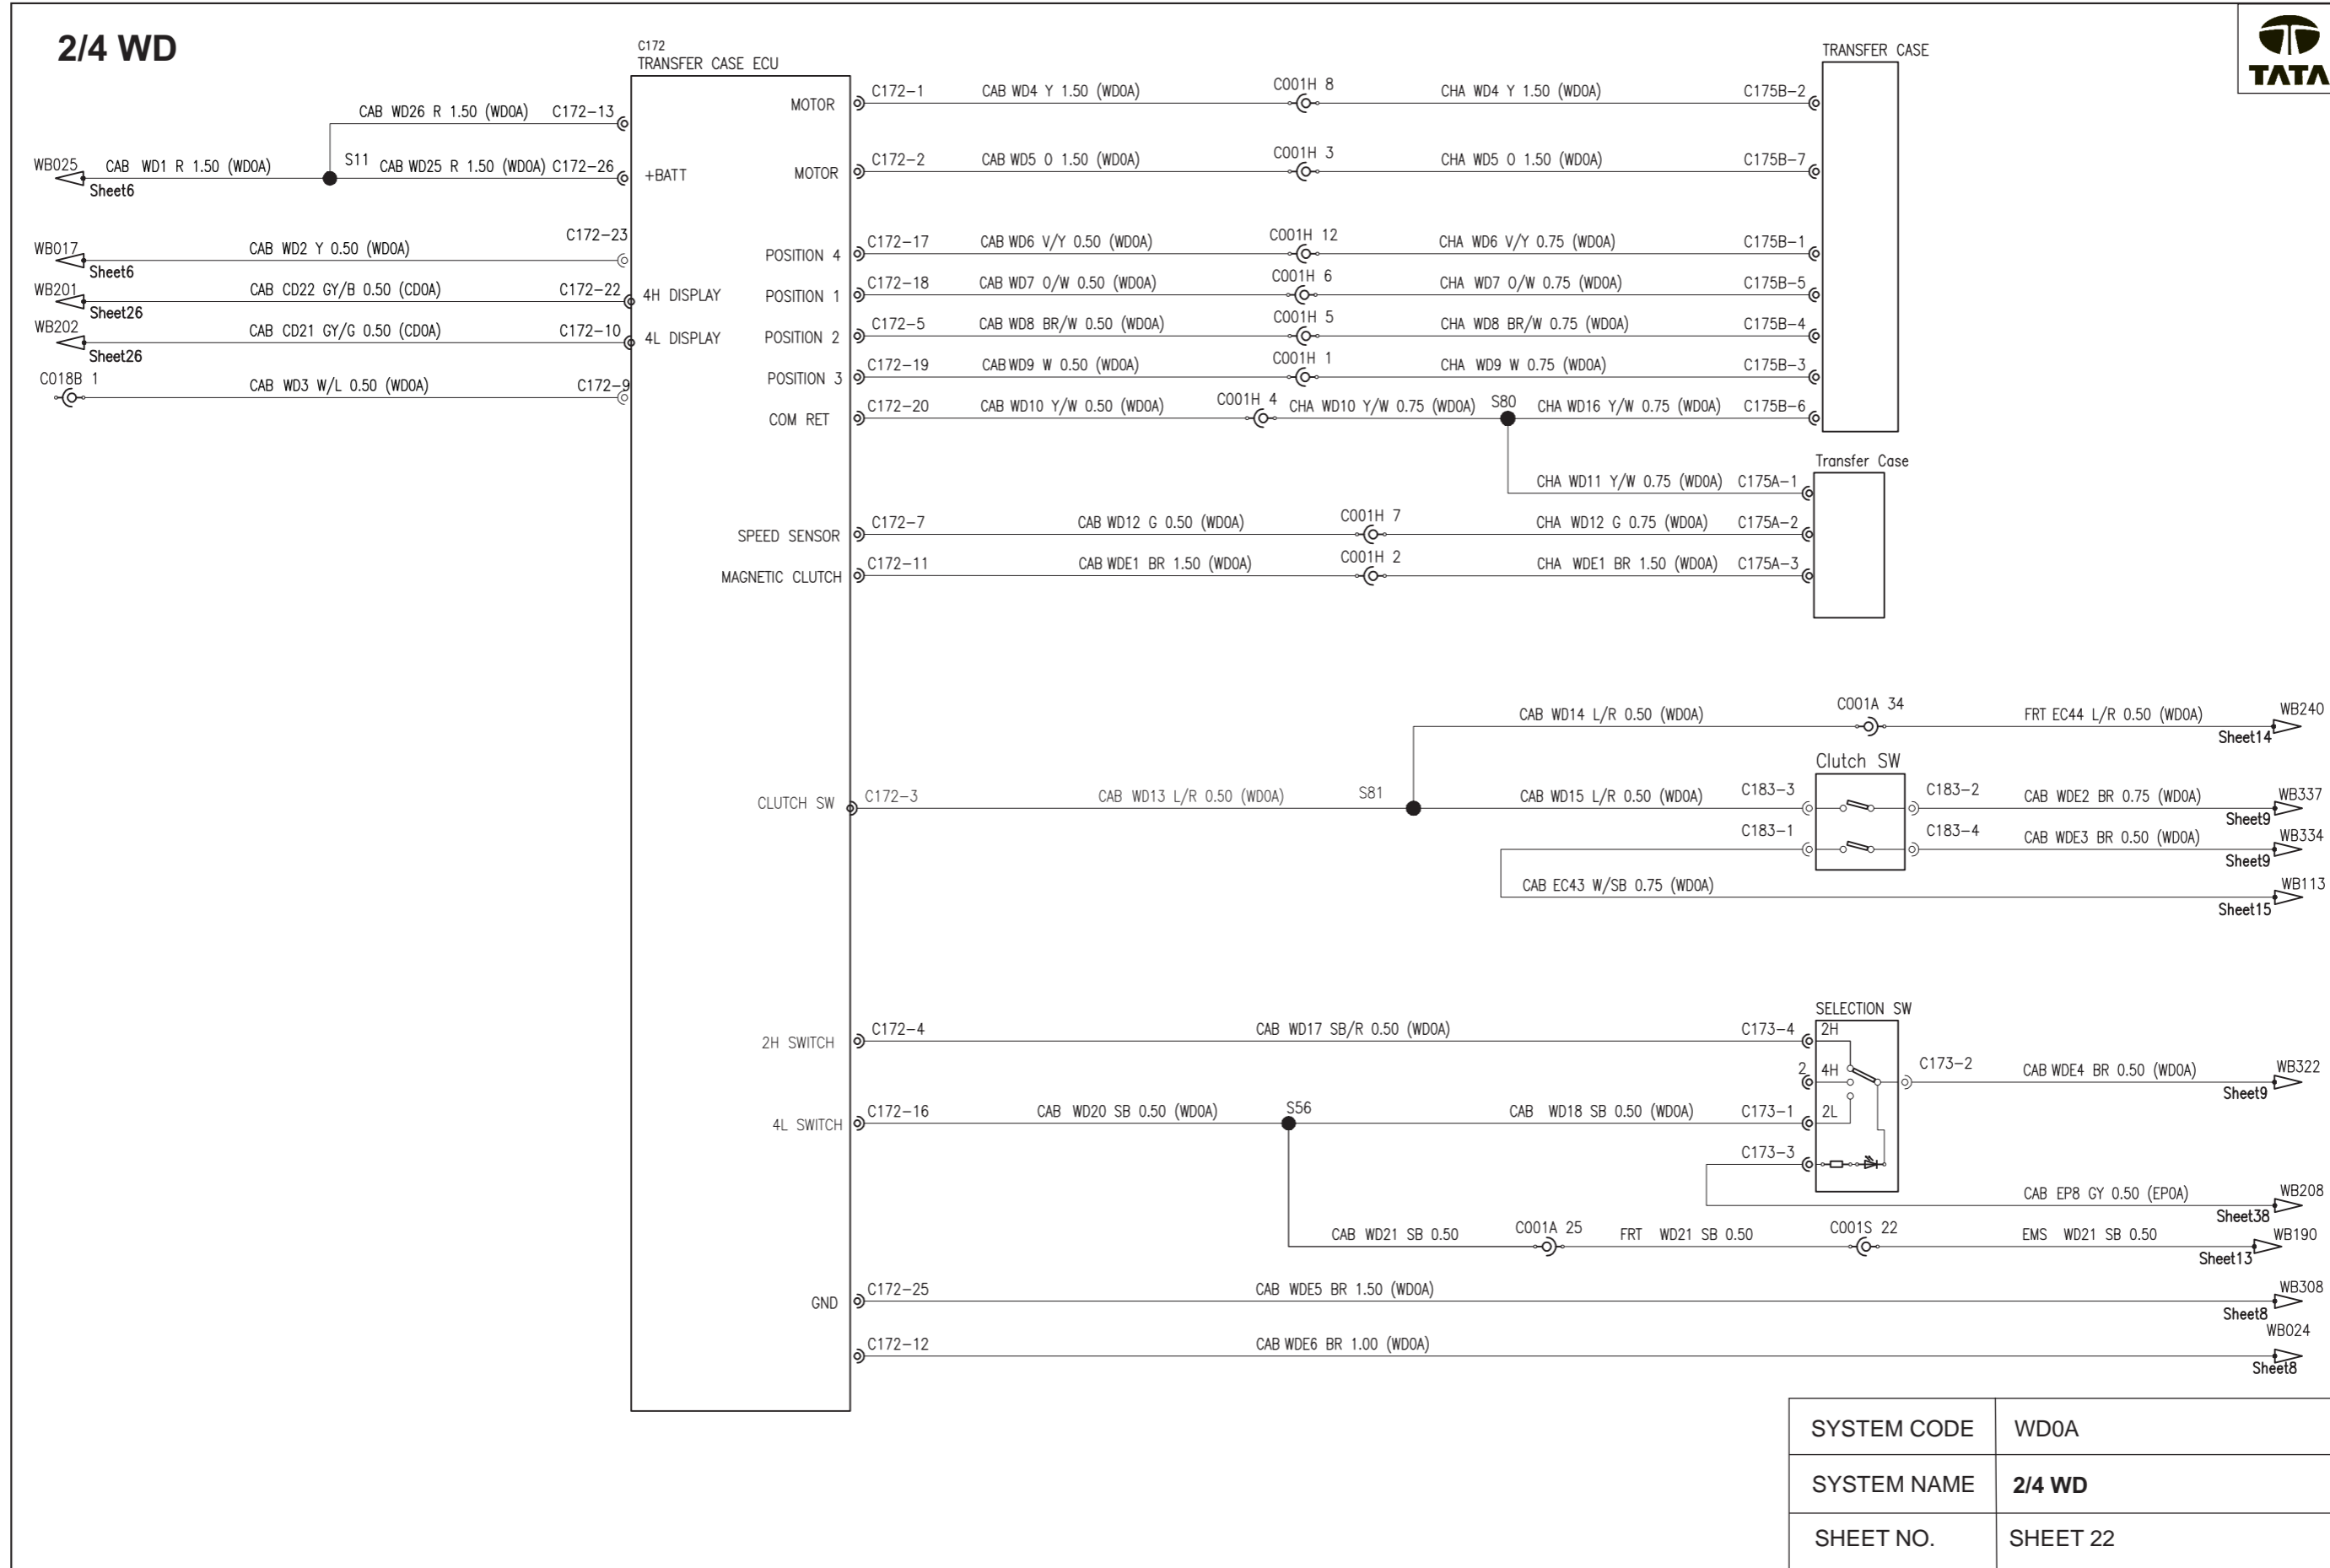 2/4 WD
TATA
C172
TRANSFER CASE ECU
TRANSFER CASE
CAB WD26 R 1.50 (WD0A) C172-13
WB025 CAB WD1 R 1.50 (WD0A) S11 CAB WD25 R 1.50 (WD0A) C172-26 +BATT
Sheet6
WB017 CAB WD2 Y 0.50 (WD0A) C172-23
Sheet6
WB201 CAB CD22 GY/B 0.50 (CD0A) C172-22 4H DISPLAY
Sheet26
WB202 CAB CD21 GY/G 0.50 (CD0A) C172-10 4L DISPLAY
Sheet26
C018B 1 CAB WD3 W/L 0.50 (WD0A) C172-9
MOTOR C172-1 CAB WD4 Y 1.50 (WD0A) C001H 8 CHA WD4 Y 1.50 (WD0A) C175B-2
MOTOR C172-2 CAB WD5 O 1.50 (WD0A) C001H 3 CHA WD5 O 1.50 (WD0A) C175B-7
POSITION 4 C172-17 CAB WD6 V/Y 0.50 (WD0A) C001H 12 CHA WD6 V/Y 0.75 (WD0A) C175B-1
POSITION 1 C172-18 CAB WD7 O/W 0.50 (WD0A) C001H 6 CHA WD7 O/W 0.75 (WD0A) C175B-5
POSITION 2 C172-5 CAB WD8 BR/W 0.50 (WD0A) C001H 5 CHA WD8 BR/W 0.75 (WD0A) C175B-4
POSITION 3 C172-19 CABWD9 W 0.50 (WD0A) C001H 1 CHA WD9 W 0.75 (WD0A) C175B-3
COM RET C172-20 CAB WD10 Y/W 0.50 (WD0A) C001H 4 CHA WD10 Y/W 0.75 (WD0A) S80 CHA WD16 Y/W 0.75 (WD0A) C175B-6
Transfer Case
CHA WD11 Y/W 0.75 (WD0A) C175A-1
SPEED SENSOR C172-7 CAB WD12 G 0.50 (WD0A) C001H 7 CHA WD12 G 0.75 (WD0A) C175A-2
MAGNETIC CLUTCH C172-11 CAB WDE1 BR 1.50 (WD0A) C001H 2 CHA WDE1 BR 1.50 (WD0A) C175A-3
CAB WD14 L/R 0.50 (WD0A) C001A 34 FRT EC44 L/R 0.50 (WD0A) WB240
Sheet14
Clutch SW
CLUTCH SW C172-3 CAB WD13 L/R 0.50 (WD0A) S81 CAB WD15 L/R 0.50 (WD0A) C183-3 C183-2 CAB WDE2 BR 0.75 (WD0A) WB337
Sheet9
C183-1 C183-4 CAB WDE3 BR 0.50 (WD0A) WB334
Sheet9
CAB EC43 W/SB 0.75 (WD0A) WB113
Sheet15
SELECTION SW
2H SWITCH C172-4 CAB WD17 SB/R 0.50 (WD0A) C173-4 2H
2 4H C173-2 CAB WDE4 BR 0.50 (WD0A) WB322
Sheet9
4L SWITCH C172-16 CAB WD20 SB 0.50 (WD0A) S56 CAB WD18 SB 0.50 (WD0A) C173-1 2L
C173-3
CAB EP8 GY 0.50 (EP0A) WB208
Sheet38
CAB WD21 SB 0.50 C001A 25 FRT WD21 SB 0.50 C001S 22 EMS WD21 SB 0.50 WB190
Sheet13
GND C172-25 CAB WDE5 BR 1.50 (WD0A) WB308
Sheet8
C172-12 CAB WDE6 BR 1.00 (WD0A) WB024
Sheet8
SYSTEM CODE WD0A
SYSTEM NAME 2/4 WD
SHEET NO. SHEET 22